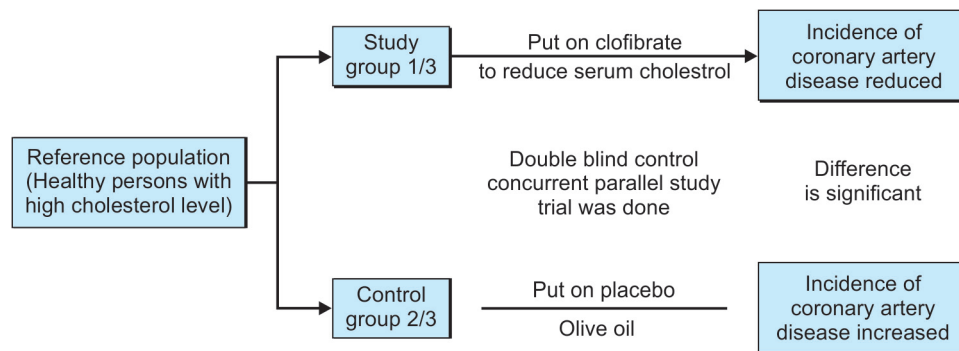 Study
group 1/3
Put on clofibrate
to reduce serum cholestrol
Incidence of
coronary artery
disease reduced
Reference population
(Healthy persons with
high cholesterol level)
Double blind control
concurrent parallel study
trial was done
Difference
is significant
Control
group 2/3
Put on placebo
Olive oil
Incidence of
coronary artery
disease increased